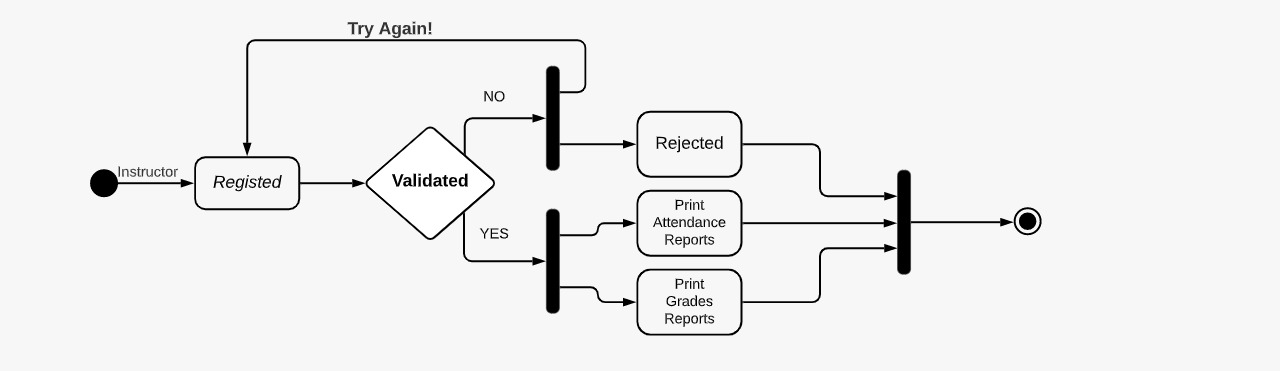 Try Again!
NO
Instructor
Registed
Validated
YES
Rejected
Print
Attendance
Reports
Print
Grades
Reports